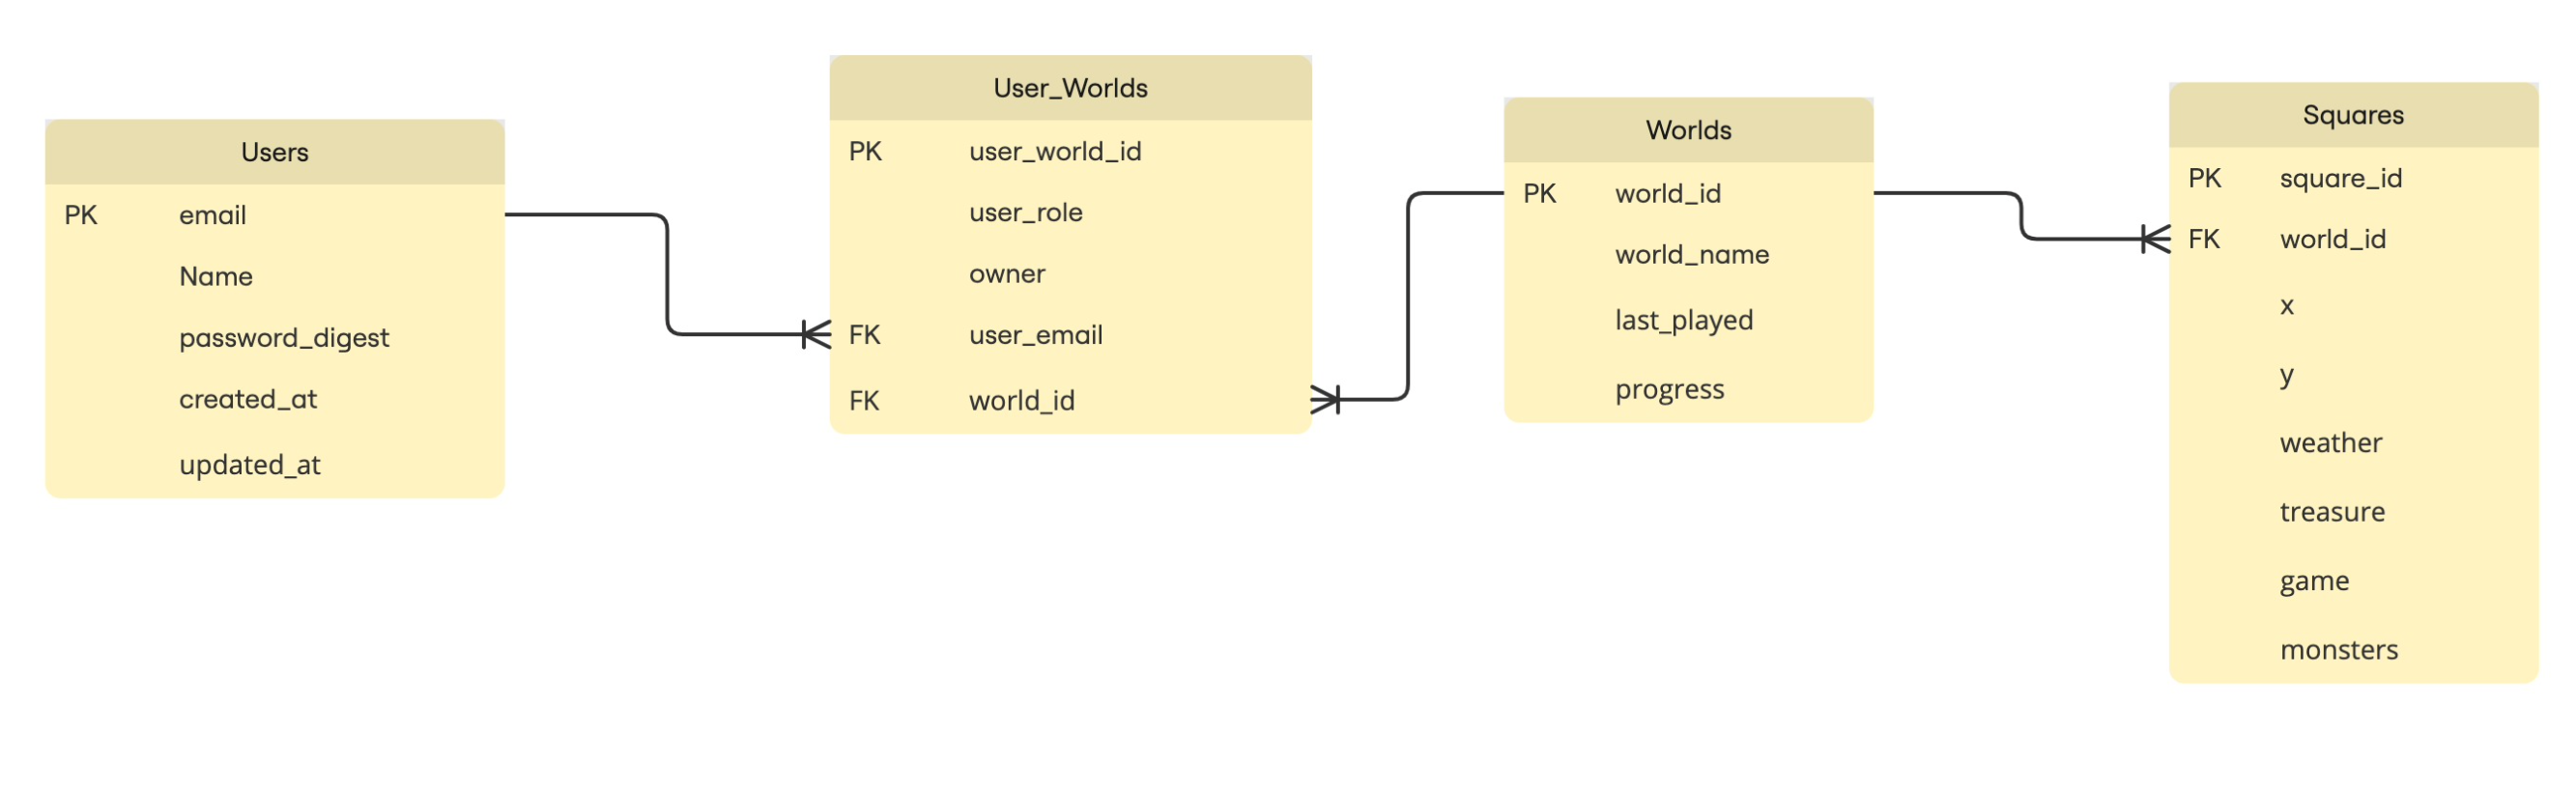 Users
PK email
Name
password_digest
created_at
updated_at
User_Worlds
PK user_world_id
user_role
owner
FK user_email
FK world_id
Worlds
PK world_id
world_name
last_played
progress
Squares
PK square_id
FK world_id
x
y
weather
treasure
game
monsters